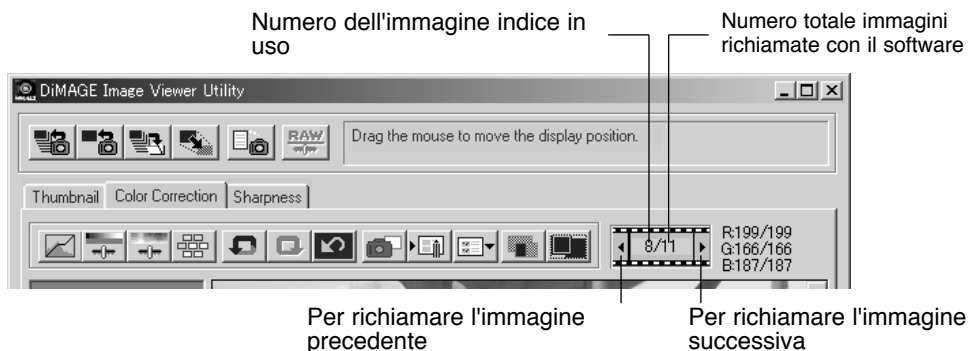 Numero dell'immagine indice in
uso
Numero totale immagini
richiamate con il software
DiMAGE Image Viewer Utility
RAW
Drag the mouse to move the display position.
Thumbnail Color Correction Sharpness
8/11
R:199/199
G:166/166
B:187/187
Per richiamare l'immagine
precedente
Per richiamare l'immagine
successiva